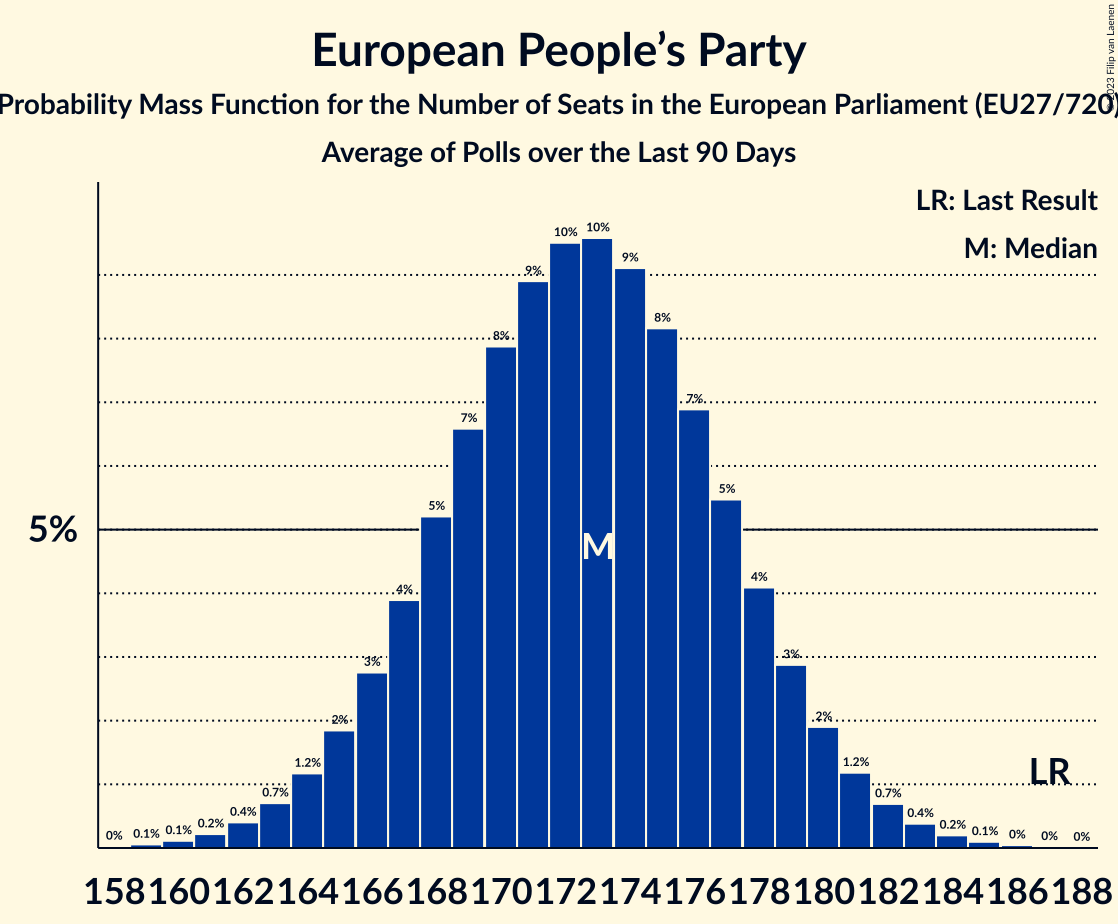 European People’s Party
Probability Mass Function for the Number of Seats in the European Parliament (EU27/720)
Average of Polls over the Last 90 Days
©2023 Filip van Laenen
LR: Last Result
M: Median
5%
0% 0.1% 0.1% 0.2% 0.4% 0.7% 1.2% 2% 3% 4% 5% 7% 8% 9% 10% 10% 9% 8% 7% 5% 4% 3% 2% 1.2% 0.7% 0.4% 0.2% 0.1% 0% 0% 0%
M
LR
158 160 162 164 166 168 170 172 174 176 178 180 182 184 186 188